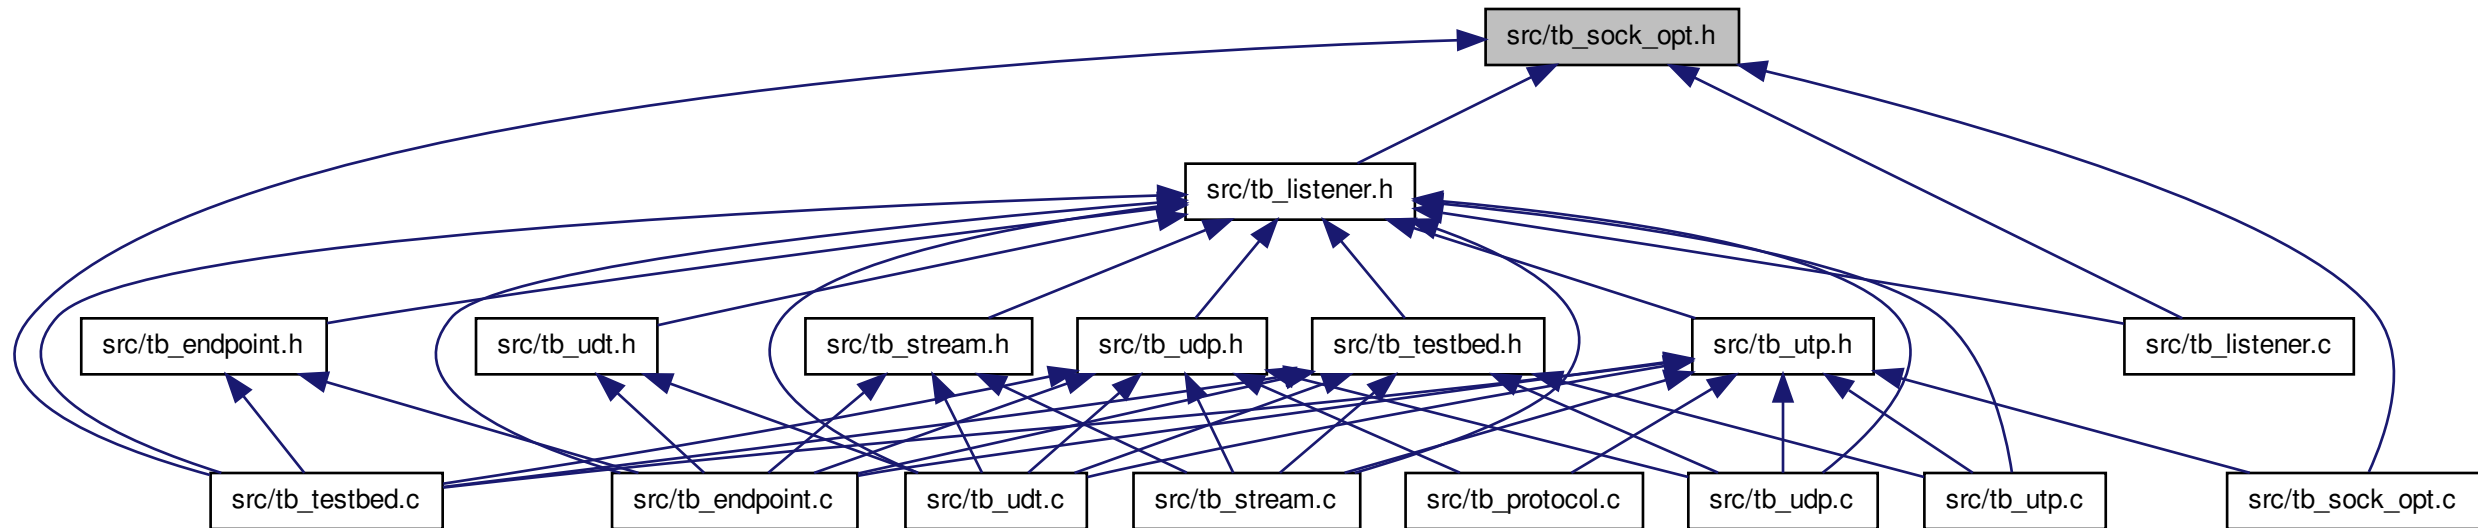 src/tb_sock_opt.h
src/tb_listener.h
src/tb_endpoint.h
src/tb_udt.h
src/tb_stream.h
src/tb_udp.h
src/tb_testbed.h
src/tb_utp.h
src/tb_listener.c
src/tb_testbed.c
src/tb_endpoint.c
src/tb_udt.c
src/tb_stream.c
src/tb_protocol.c
src/tb_udp.c
src/tb_utp.c
src/tb_sock_opt.c